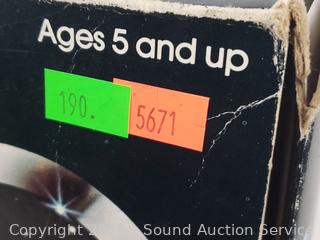 Ages 5 and up
190.
5671
Copyright 2
Sound Auction Service